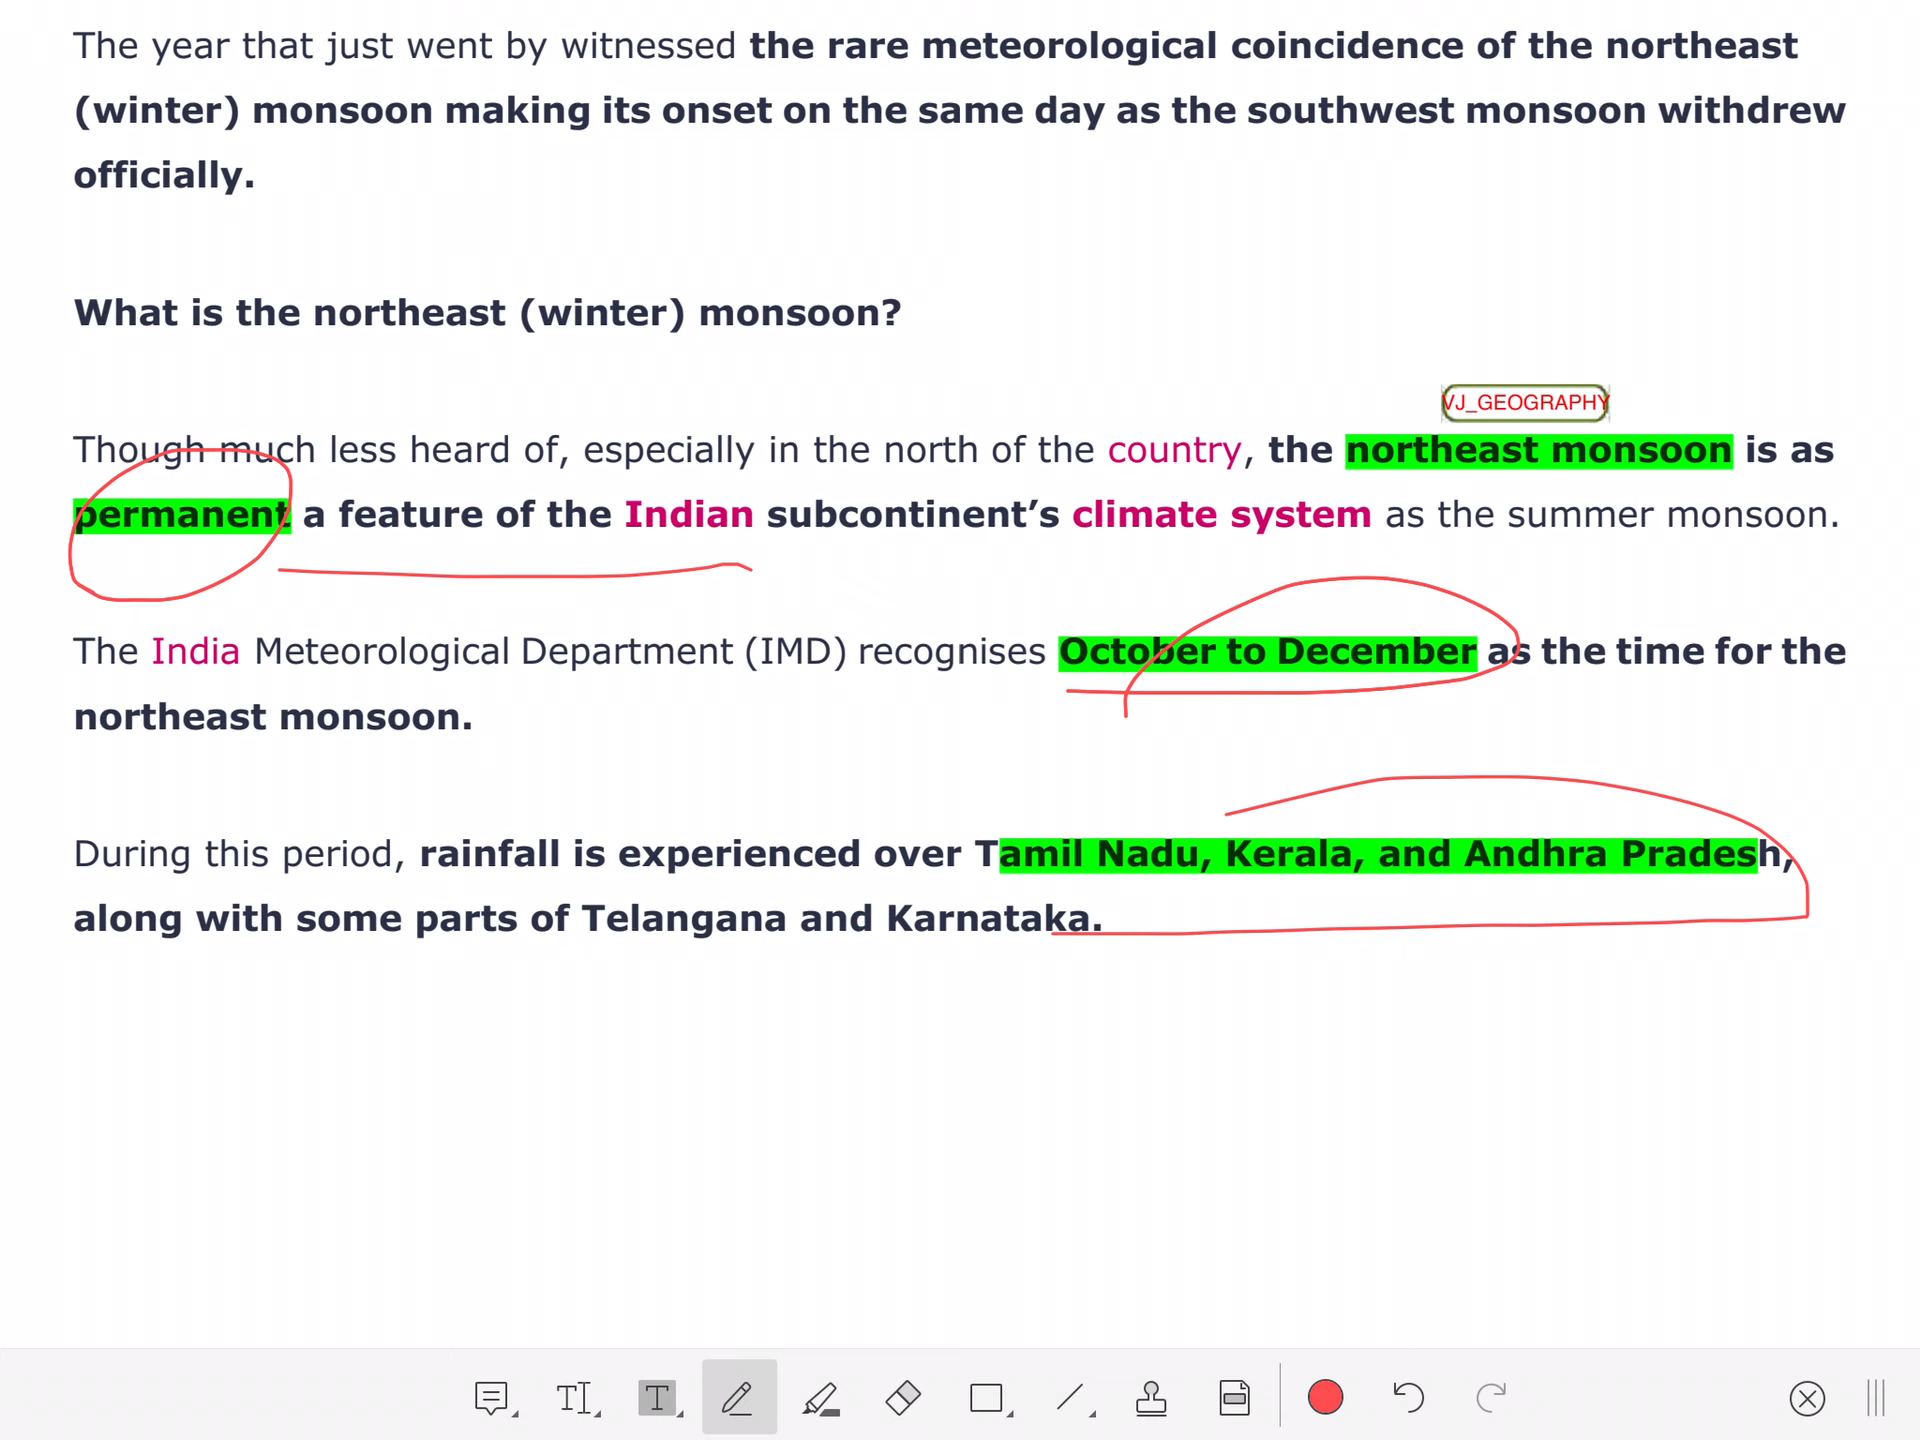 The year that just went by witnessed the rare meteorological coincidence of the northeast
(winter) monsoon making its onset on the same day as the southwest monsoon withdrew
officially.
What is the northeast (winter) monsoon?
VJ_GEOGRAPHY
Though much less heard of, especially in the north of the country, the northeast monsoon is as
permanent a feature of the Indian subcontinent’s climate system as the summer monsoon.
The India Meteorological Department (IMD) recognises October to December as the time for the
northeast monsoon.
During this period, rainfall is experienced over Tamil Nadu, Kerala, and Andhra Pradesh,
along with some parts of Telangana and Karnataka.